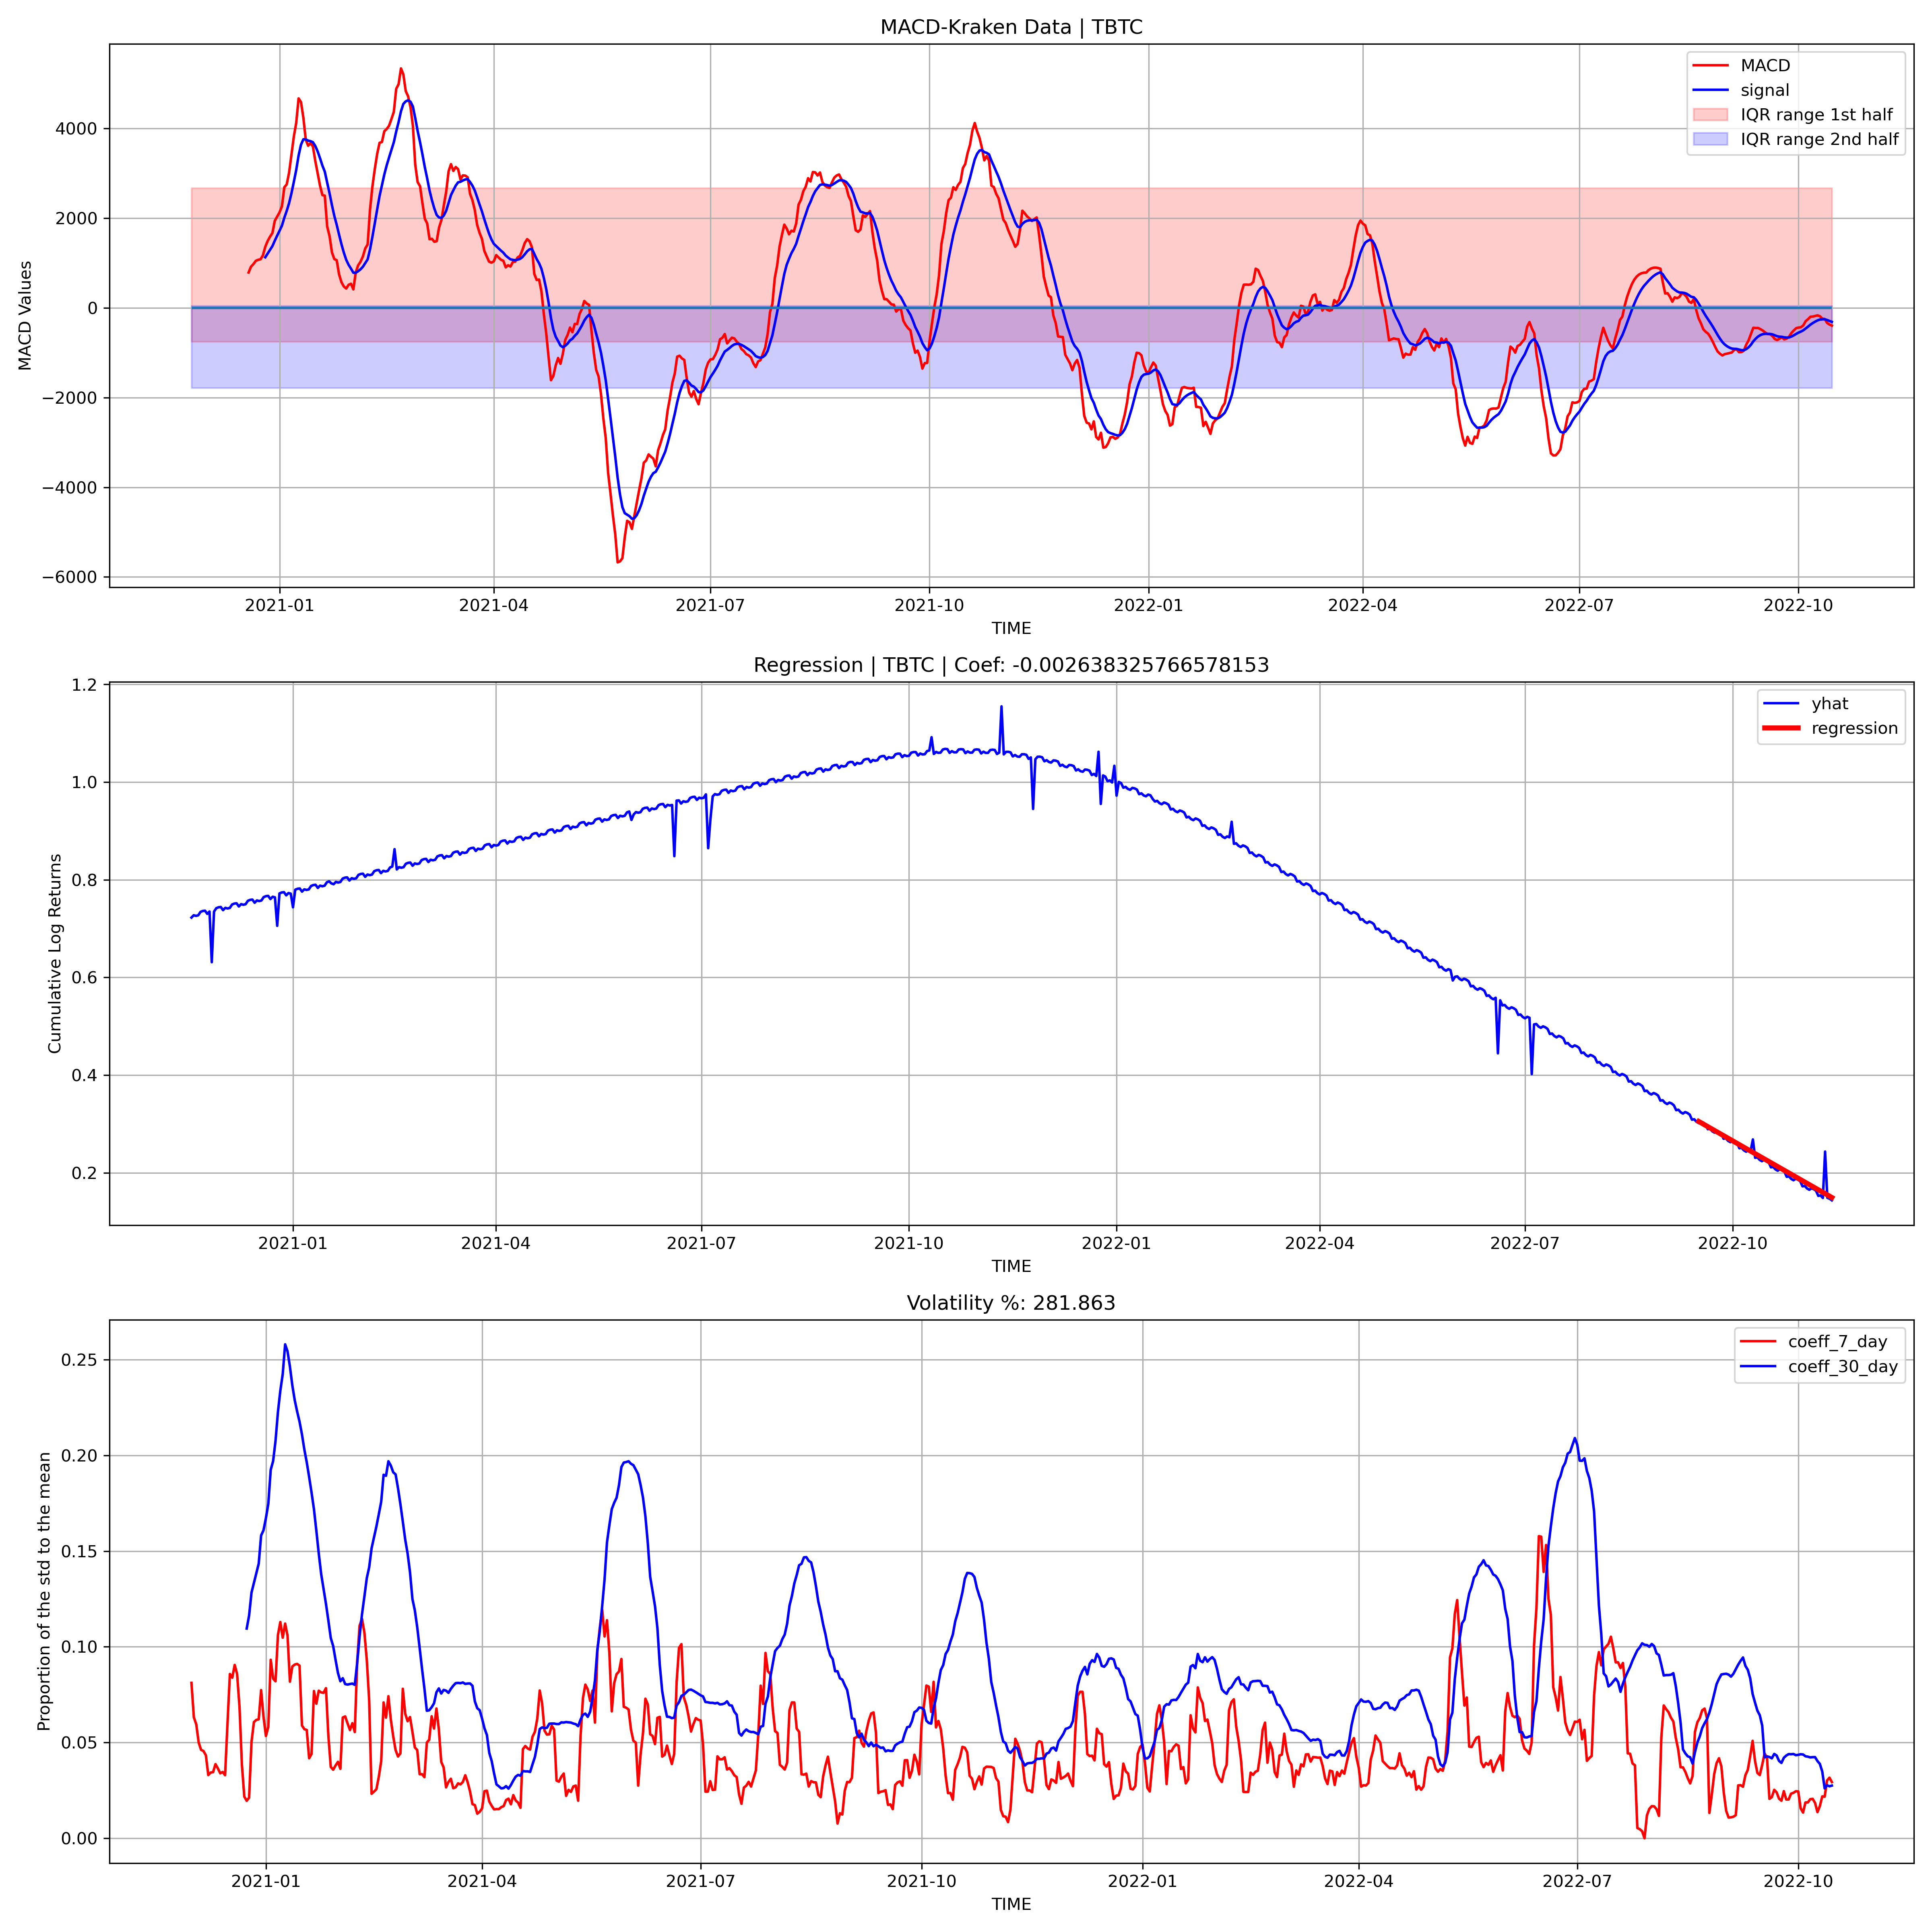 MACD-Kraken Data | TBTC
MACD Values
4000
2000
0
−2000
−4000
−6000
MACD
signal
IQR range 1st half
IQR range 2nd half
2021-01 2021-04 2021-07 2021-10 2022-01 2022-04 2022-07 2022-10
TIME
Regression | TBTC | Coef: -0.002638325766578153
Cumulative Log Returns
1.2
1.0
0.8
0.6
0.4
0.2
yhat
regression
2021-01 2021-04 2021-07 2021-10 2022-01 2022-04 2022-07 2022-10
TIME
Volatility %: 281.863
Proportion of the std to the mean
0.25
0.20
0.15
0.10
0.05
0.00
coeff_7_day
coeff_30_day
2021-01 2021-04 2021-07 2021-10 2022-01 2022-04 2022-07 2022-10
TIME